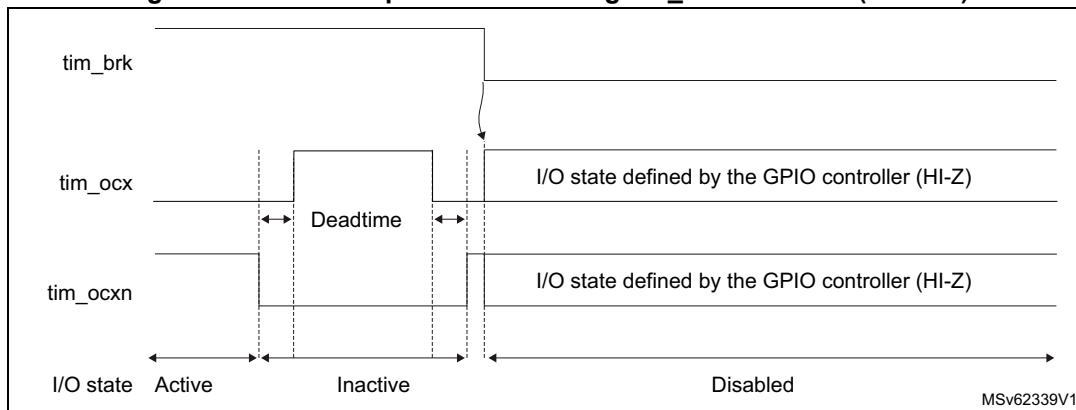 tim_brk
tim_ocx
I/O state defined by the GPIO controller (HI-Z)
Deadtime
tim_ocxn
I/O state defined by the GPIO controller (HI-Z)
I/O state Active Inactive Disabled
MSv62339V1